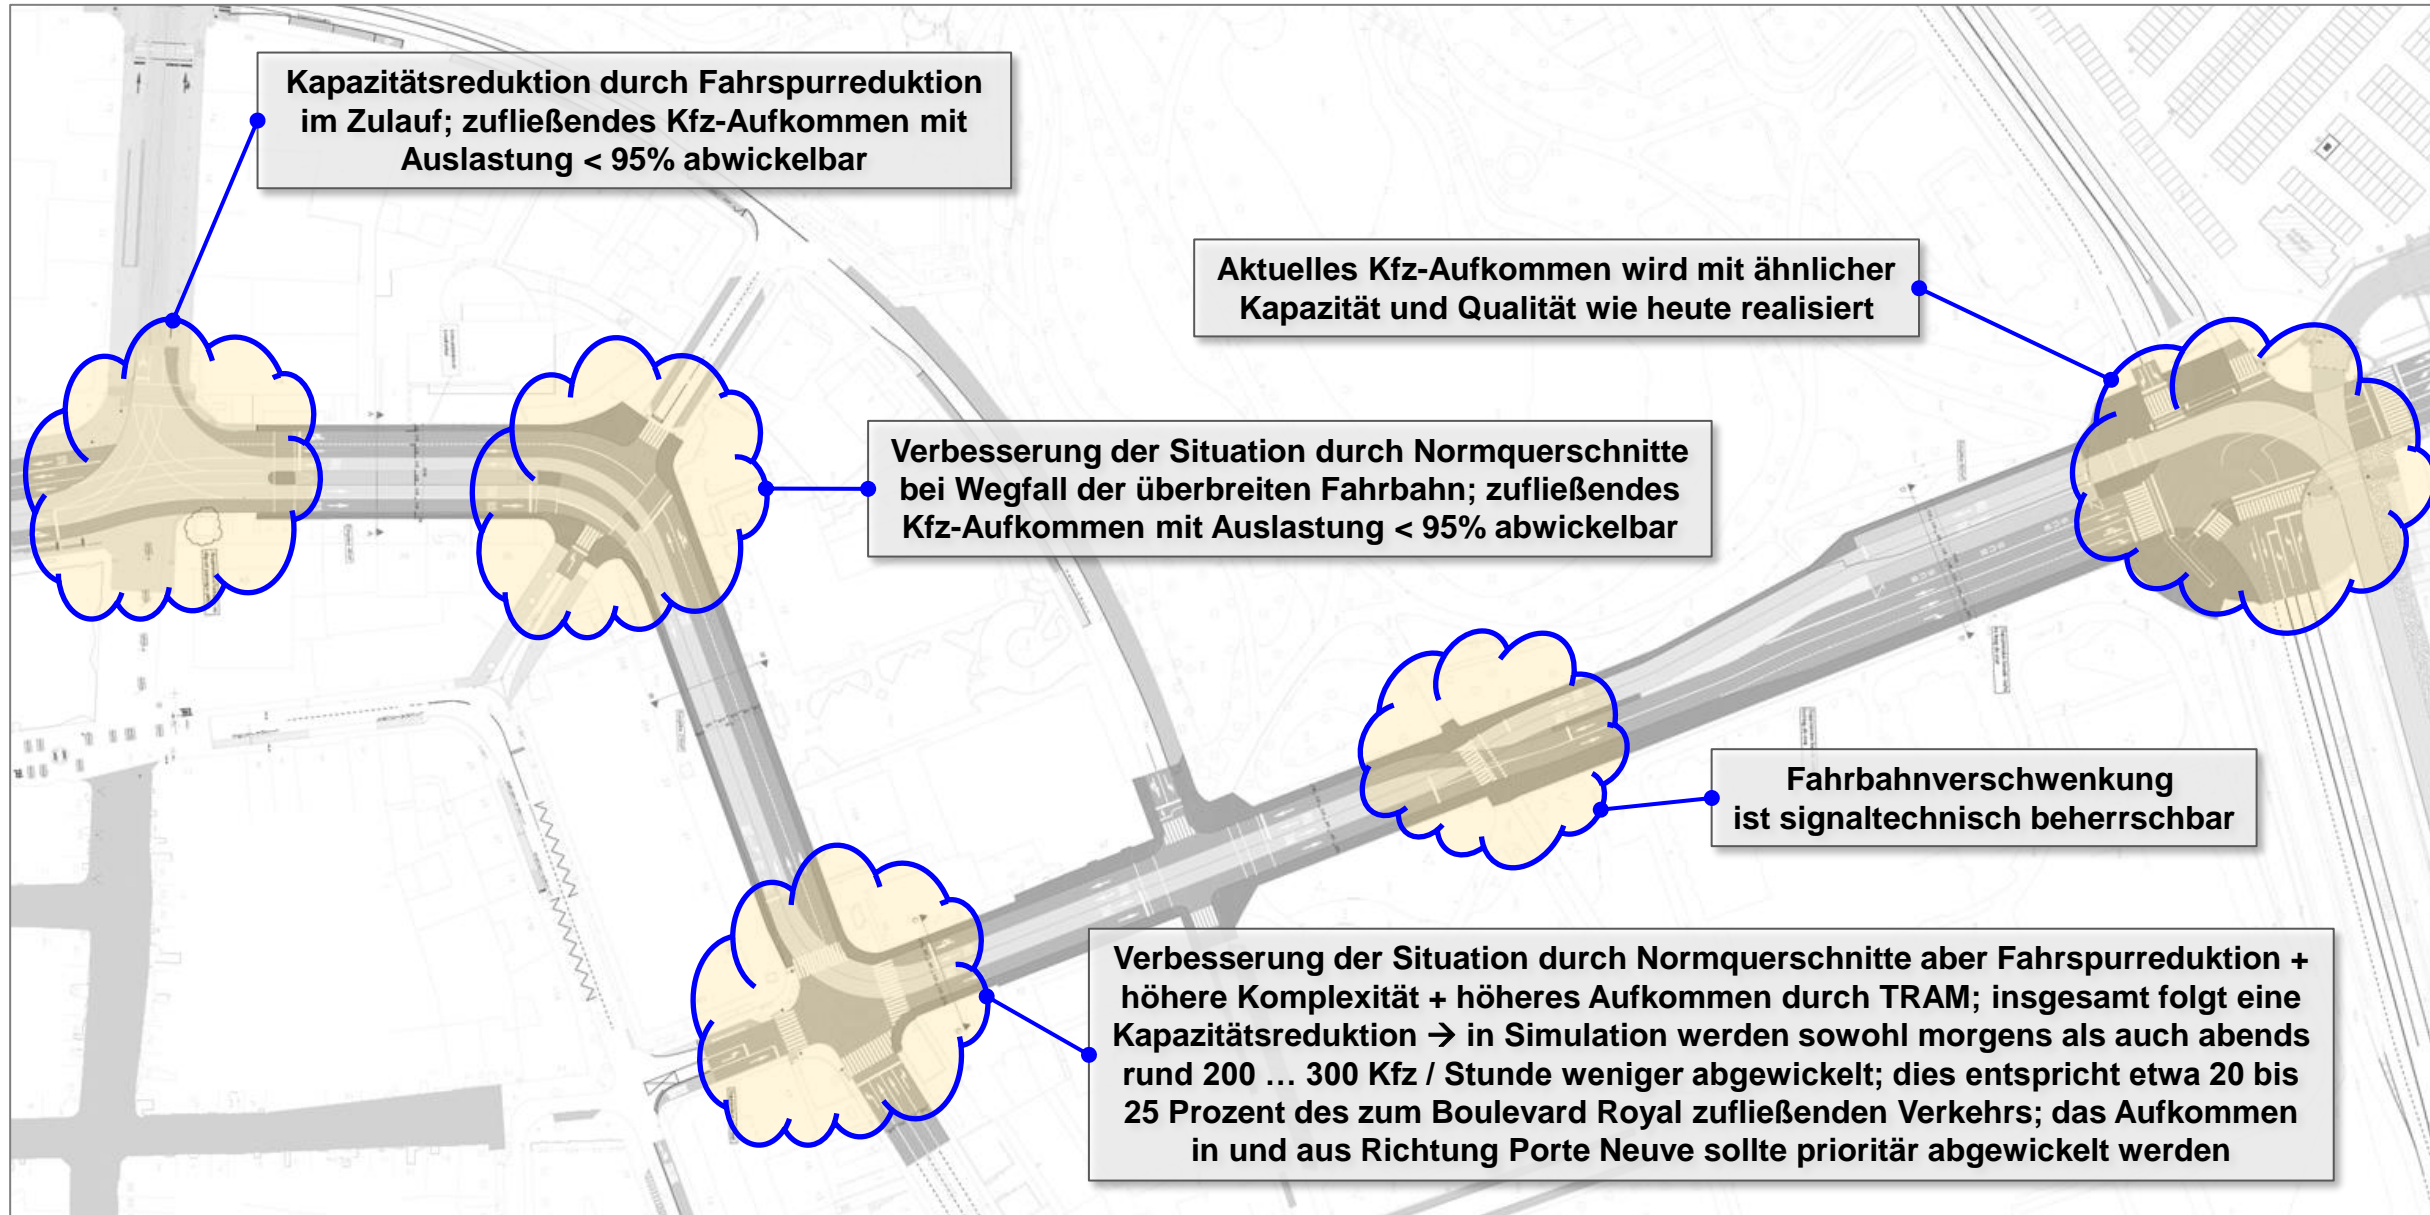 Kapazitätsreduktion durch Fahrspurreduktion
im Zulauf; zufließendes Kfz-Aufkommen mit
Auslastung < 95% abwickelbar
Aktuelles Kfz-Aufkommen wird mit ähnlicher
Kapazität und Qualität wie heute realisiert
Verbesserung der Situation durch Normquerschnitte
bei Wegfall der überbreiten Fahrbahn; zufließendes
Kfz-Aufkommen mit Auslastung < 95% abwickelbar
Fahrbahnverschwenkung
ist signaltechnisch beherrschbar
Verbesserung der Situation durch Normquerschnitte aber Fahrspurreduktion +
höhere Komplexität + höheres Aufkommen durch TRAM; insgesamt folgt eine
Kapazitätsreduktion → in Simulation werden sowohl morgens als auch abends
rund 200 … 300 Kfz / Stunde weniger abgewickelt; dies entspricht etwa 20 bis
25 Prozent des zum Boulevard Royal zufließenden Verkehrs; das Aufkommen
in und aus Richtung Porte Neuve sollte prioritär abgewickelt werden